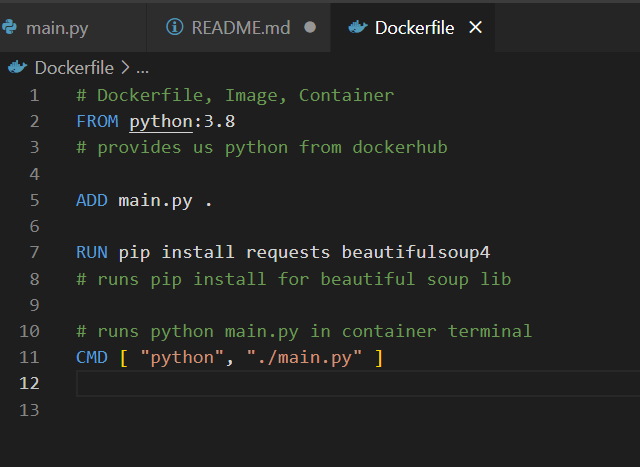 main.py README.md Dockerfile
Dockerfile > ...
1 # Dockerfile, Image, Container
2 FROM python:3.8
3 # provides us python from dockerhub
4
5 ADD main.py .
6
7 RUN pip install requests beautifulsoup4
8 # runs pip install for beautiful soup lib
9
10 # runs python main.py in container terminal
11 CMD [ "python", "./main.py" ]
12
13